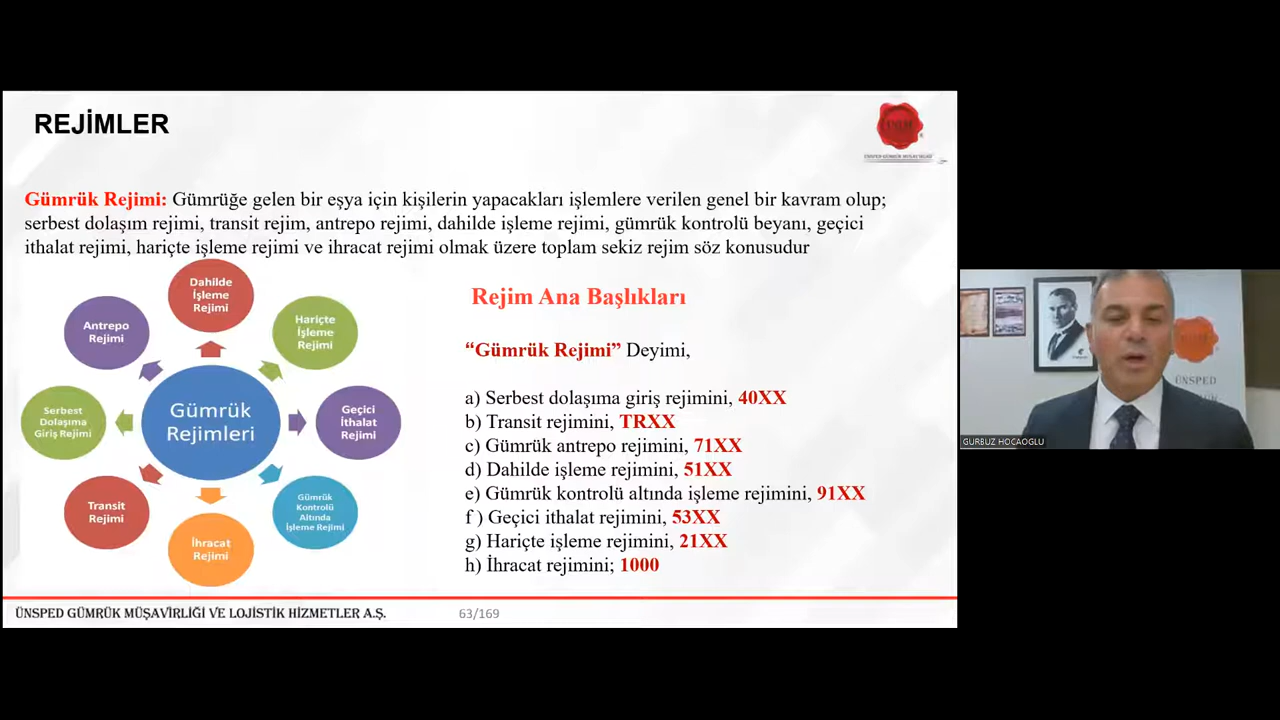 REJİMLER
Gümrük Rejimi: Gümrüğe gelen bir eşya için kişilerin yapacakları işlemlere verilen genel bir kavram olup;
serbest dolaşım rejimi, transit rejim, antrepo rejimi, dahilde işleme rejimi, gümrük kontrolü beyanı, geçici
ithalat rejimi, hariçte işleme rejimi ve ihracat rejimi olmak üzere toplam sekiz rejim söz konusudur
Dahilde
İşleme
Rejimi
Hariçte
İşleme
Rejimi
Antrepo
Rejimi
Serbest
Dolaşıma
Giriş Rejimi
Gümrük
Rejimleri
Geçici
İthalat
Rejimi
Transit
Rejimi
İhracat
Rejimi
Gümrük
Kontrolü
Altında
İşleme Rejimi
Rejim Ana Başlıkları
“Gümrük Rejimi” Deyimi,
a) Serbest dolaşıma giriş rejimini, 40XX
b) Transit rejimini, TRXX
c) Gümrük antrepo rejimini, 71XX
d) Dahilde işleme rejimini, 51XX
e) Gümrük kontrolü altında işleme rejimini, 91XX
f ) Geçici ithalat rejimini, 53XX
g) Hariçte işleme rejimini, 21XX
h) İhracat rejimini; 1000
ÜNSPED GÜMRÜK MÜŞAVİRLİĞİ VE LOJİSTİK HİZMETLER A.Ş.
63/169
ÜNSPED
GURBUZ HOCAOGLU